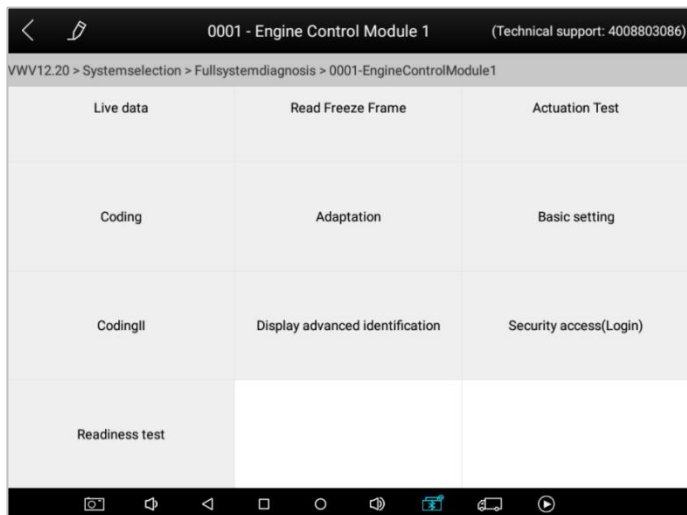 0001 - Engine Control Module 1 (Technical support: 4008803086)
VWV12.20 > Systemselection > Fullsystemdiagnosis > 0001-EngineControlModule1
Live data Read Freeze Frame Actuation Test
Coding Adaptation Basic setting
CodingII Display advanced identification Security access(Login)
Readiness test